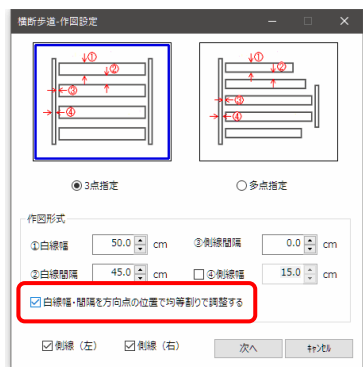 横断歩道-作図設定
① ②
③
④
① ②
③
④
3点指定 多点指定
作図形式
①白線幅 50.0 cm ③側線間隔 0.0 cm
②白線間隔 45.0 cm ④側線幅 15.0 cm
白線幅・間隔を方向点の位置で均等割りで調整する
側線（左） 側線（右） 次へ ｷｬﾝｾﾙ